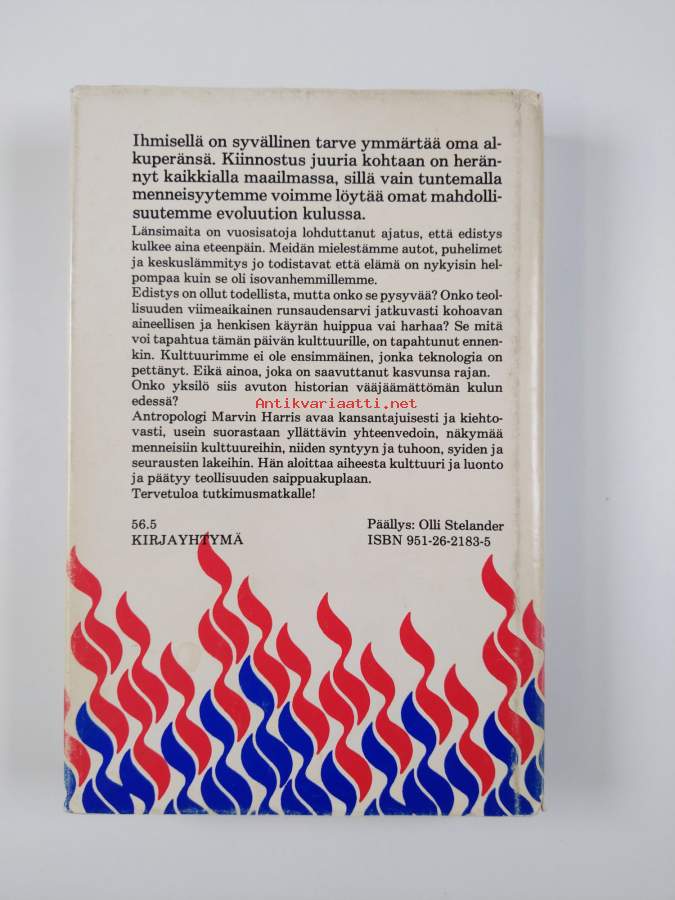 Ihmisellä on syvällinen tarve ymmärtää oma al-
kuperänsä. Kiinnostus juuria kohtaan on herän-
nyt kaikkialla maailmassa, sillä vain tuntemalla
menneisyytemme voimme löytää omat mahdolli-
suutemme evoluution kulussa.
Länsimaita on vuosisatoja lohduttanut ajatus, että edistys
kulkee aina eteenpäin. Meidän mielestämme autot, puhelimet
ja keskuslämmitys jo todistavat että elämä on nykyisin hel-
pompaa kuin se oli isovanhemmillemme.
Edistys on ollut todellista, mutta onko se pysyvää? Onko teol-
lisuuden viimeaikainen runsaudensarvi jatkuvasti kohoavan
aineellisen ja henkisen käyrän huippua vai harhaa? Se mitä
voi tapahtua tämän päivän kulttuurille, on tapahtunut ennen-
kin. Kulttuurimme ei ole ensimmäinen, jonka teknologia on
pettänyt. Eikä ainoa, joka on saavuttanut kasvunsa rajan.
Onko yksilö siis avuton historian vääjäämättömän kulun
edessä?
Antikvariaatti.net
Antropologi Marvin Harris avaa kansantajuisesti ja kiehto-
vasti, usein suorastaan yllättävin yhteenvedoin, näkymää
menneisiin kulttuureihin, niiden syntyyn ja tuhoon, syiden ja
seurausten lakeihin. Hän aloittaa aiheesta kulttuuri ja luonto
ja päätyy teollisuuden saippuakuplaan.
Tervetuloa tutkimusmatkalle!
56.5
KIRJAYHTYMÄ
Päällys: Olli Stelander
ISBN 951-26-2183-5